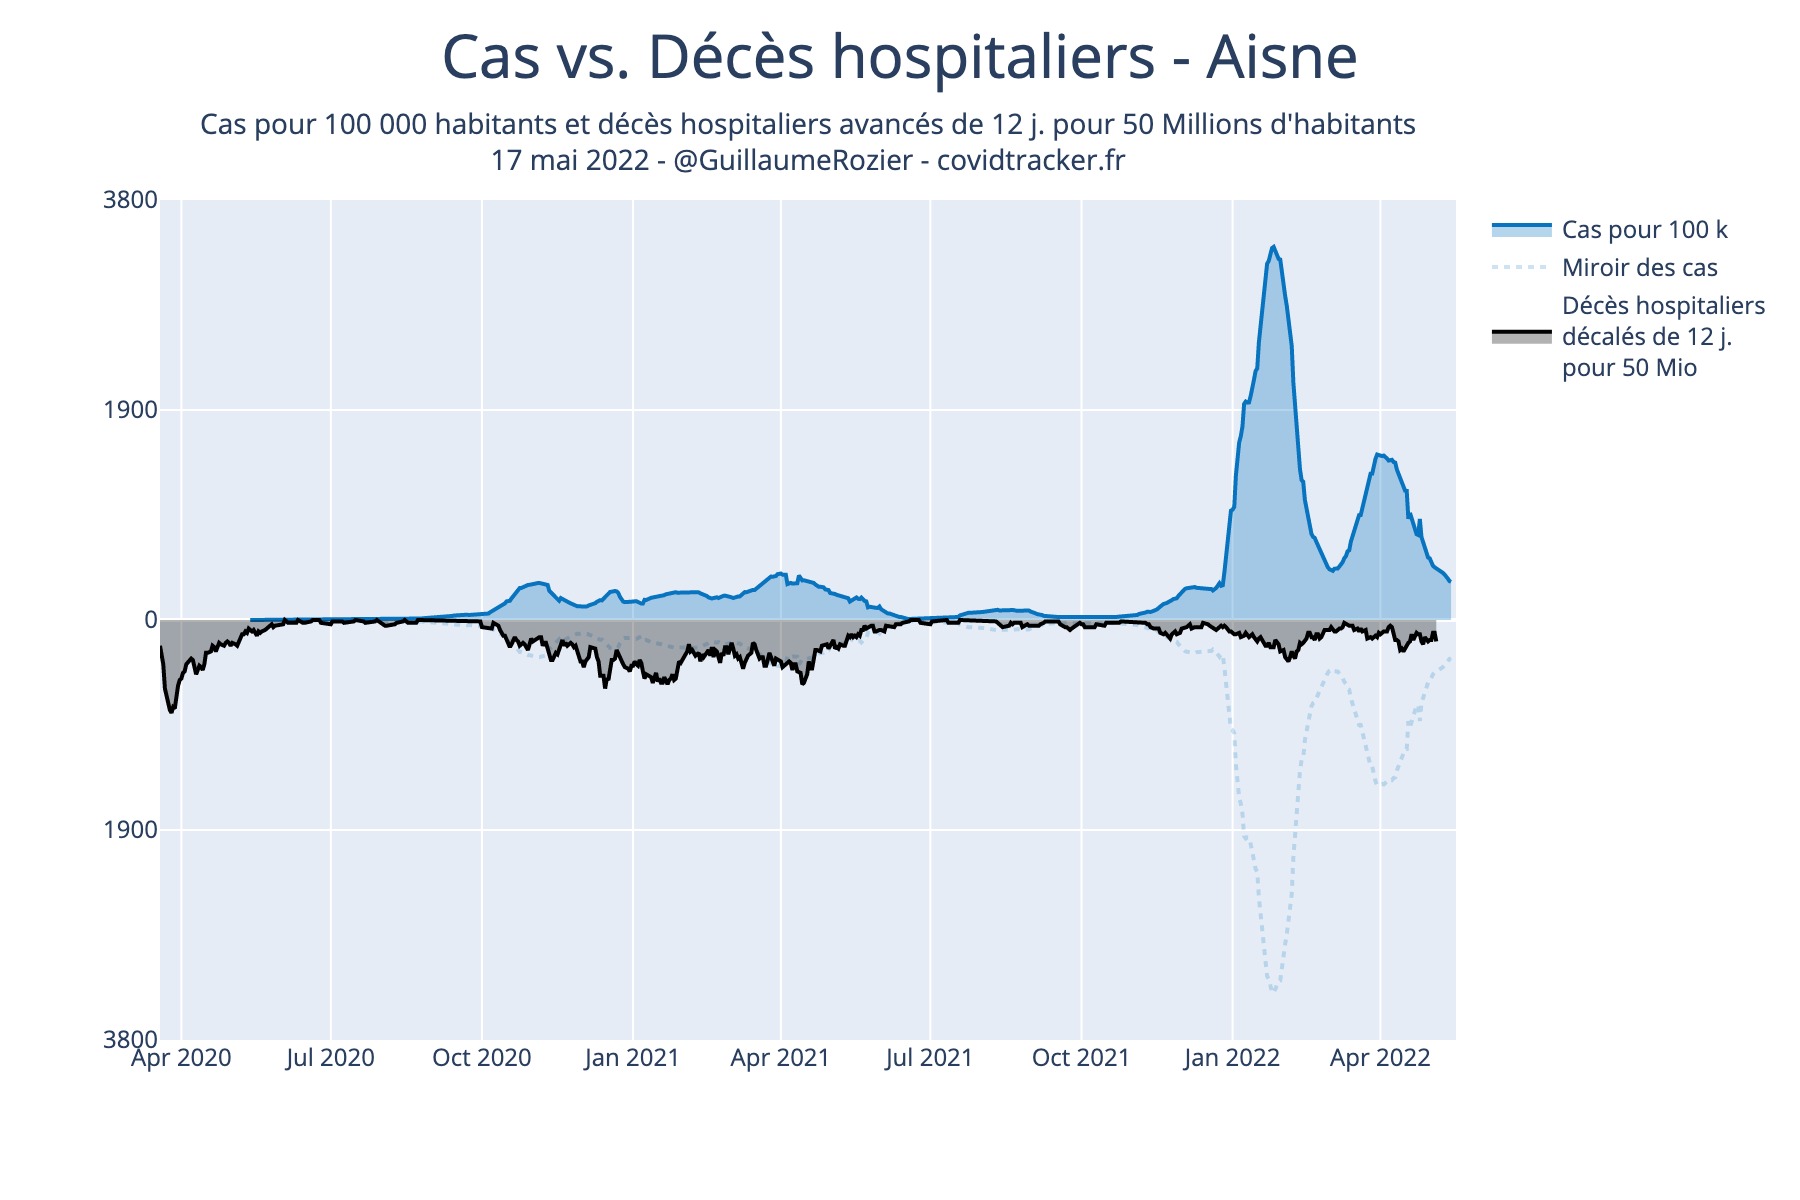 Cas vs. Décès hospitaliers - Aisne
Cas pour 100 000 habitants et décès hospitaliers avancés de 12 j. pour 50 Millions d'habitants
17 mai 2022 - @GuillaumeRozier - covidtracker.fr
3800
1900
0
1900
3800
Apr 2020
Jul 2020
Oct 2020
Jan 2021
Apr 2021
Jul 2021
Oct 2021
Jan 2022
Apr 2022
Cas pour 100 k
Miroir des cas
Décès hospitaliers
décalés de 12 j.
pour 50 Mio